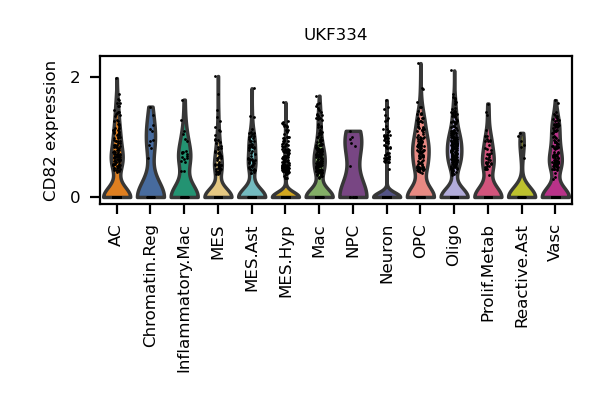 UKF334
CD82 expression
2
0
AC
Chromatin.Reg
Inflammatory.Mac
MES
MES.Ast
MES.Hyp
Mac
NPC
Neuron
OPC
Oligo
Prolif.Metab
Reactive.Ast
Vasc